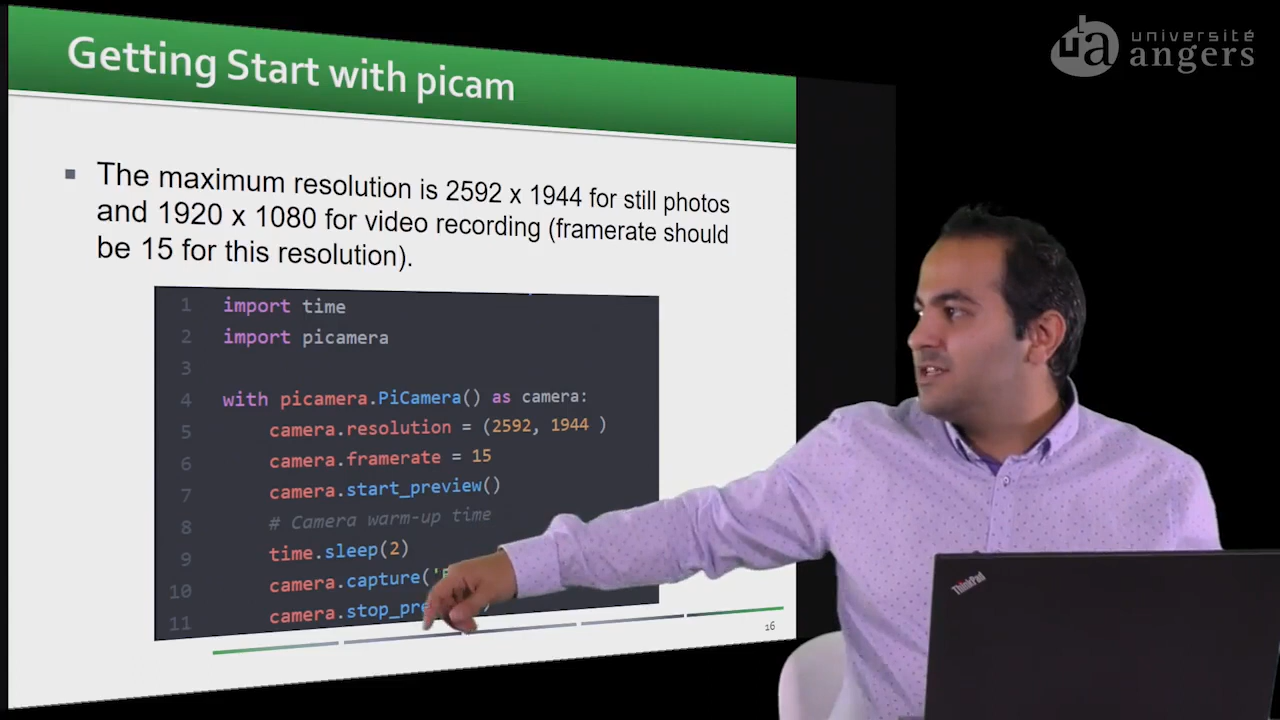 Getting Start with picam
université
angers
The maximum resolution is 2592 x 1944 for still photos
and 1920 x 1080 for video recording (framerate should
be 15 for this resolution).
1 import time
2 import picamera
3
4 with picamera.PiCamera() as camera:
5 camera.resolution = (2592, 1944 )
6 camera.framerate = 15
7 camera.start_preview()
8 # Camera warm-up time
9 time.sleep(2)
10 camera.capture('
11 camera.stop_pre
16
ThinkPad